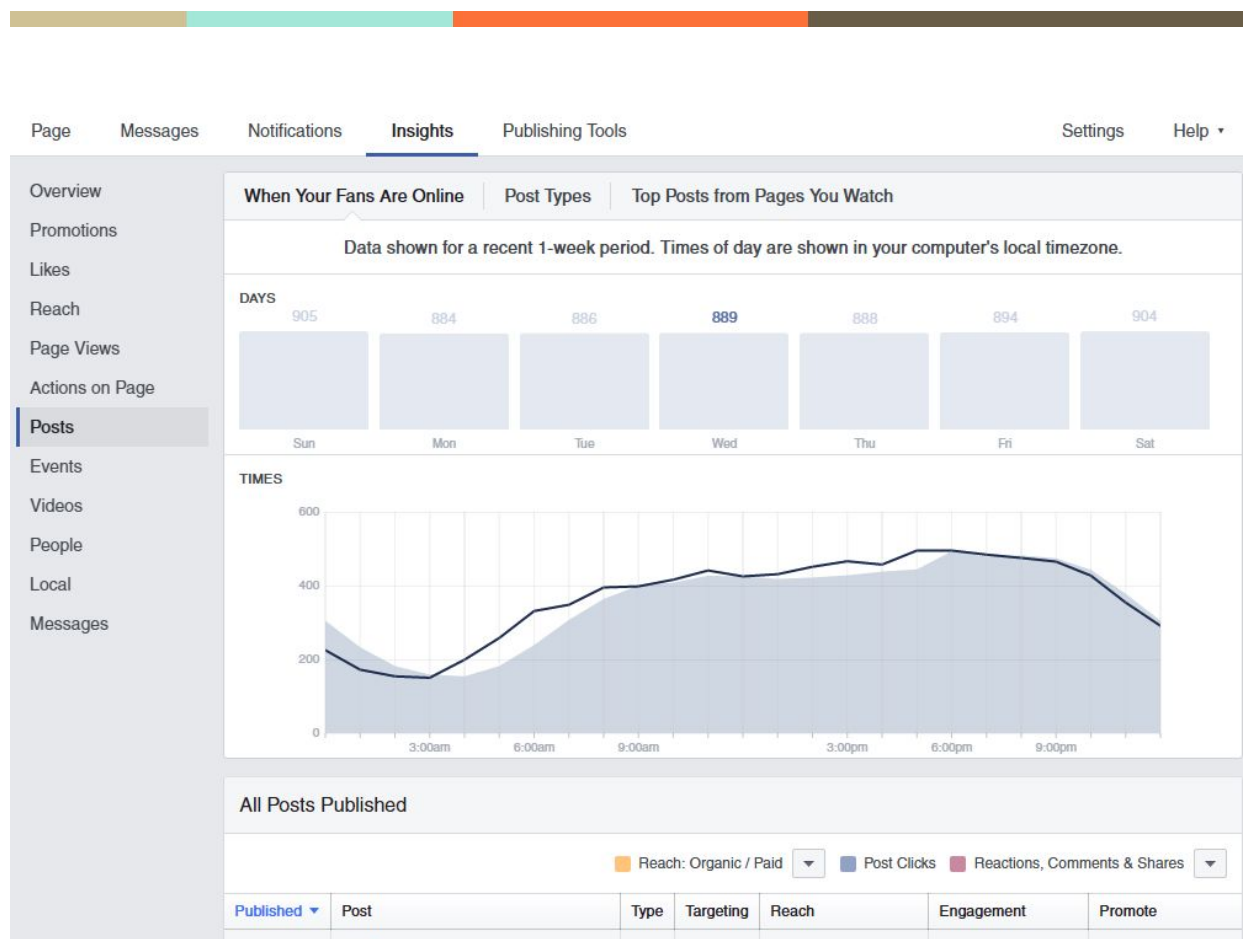 Page Messages Notifications Insights Publishing Tools Settings Help
Overview
Promotions
Likes
Reach
Page Views
Actions on Page
Posts
Events
Videos
People
Local
Messages
When Your Fans Are Online Post Types Top Posts from Pages You Watch
Data shown for a recent 1-week period. Times of day are shown in your computer's local timezone.
DAYS
905 884 886 889 888 894 904
Sun Mon Tue Wed Thu Fri Sat
TIMES
600
400
200
0
3:00am 6:00am 9:00am 3:00pm 6:00pm 9:00pm
All Posts Published
Reach: Organic / Paid Post Clicks Reactions, Comments & Shares
Published Post Type Targeting Reach Engagement Promote